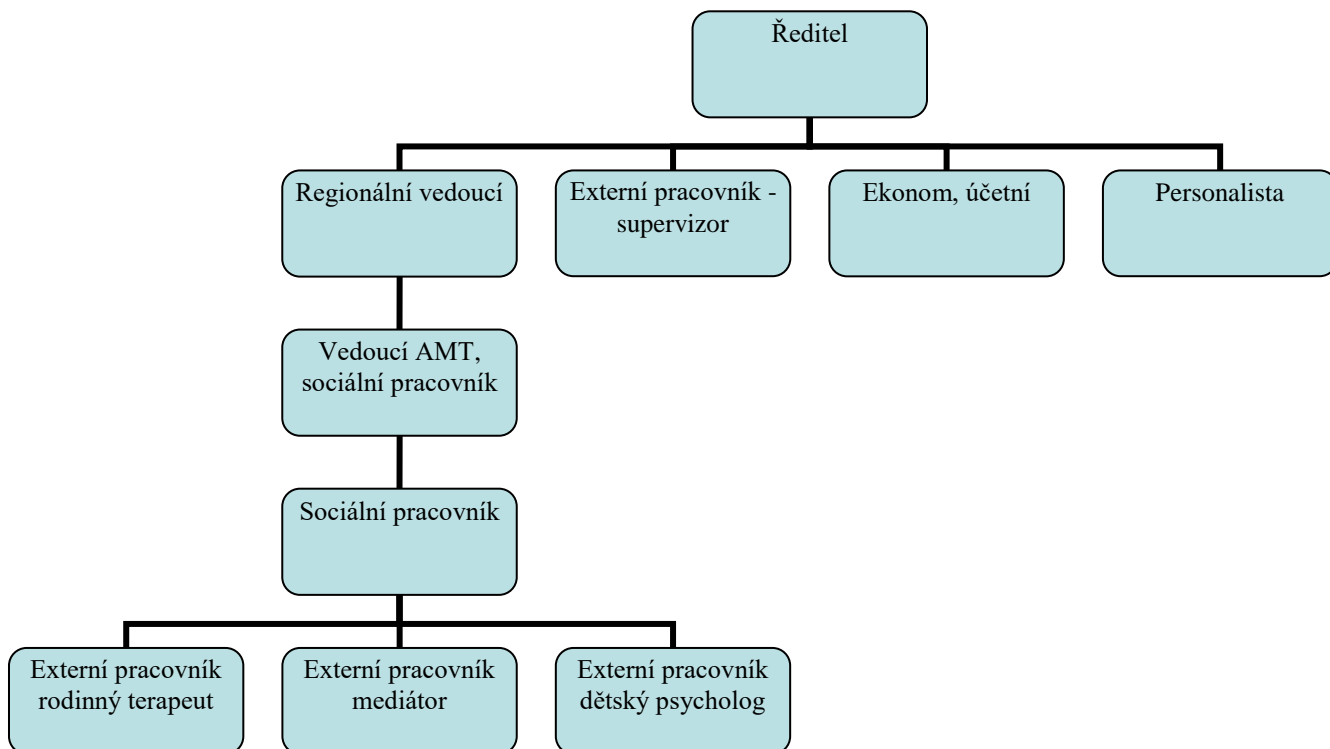 Ředitel
Regionální vedoucí
Externí pracovník -
supervizor
Ekonom, účetní
Personalista
Vedoucí AMT,
sociální pracovník
Sociální pracovník
Externí pracovník
rodinný terapeut
Externí pracovník
mediátor
Externí pracovník
dětský psycholog